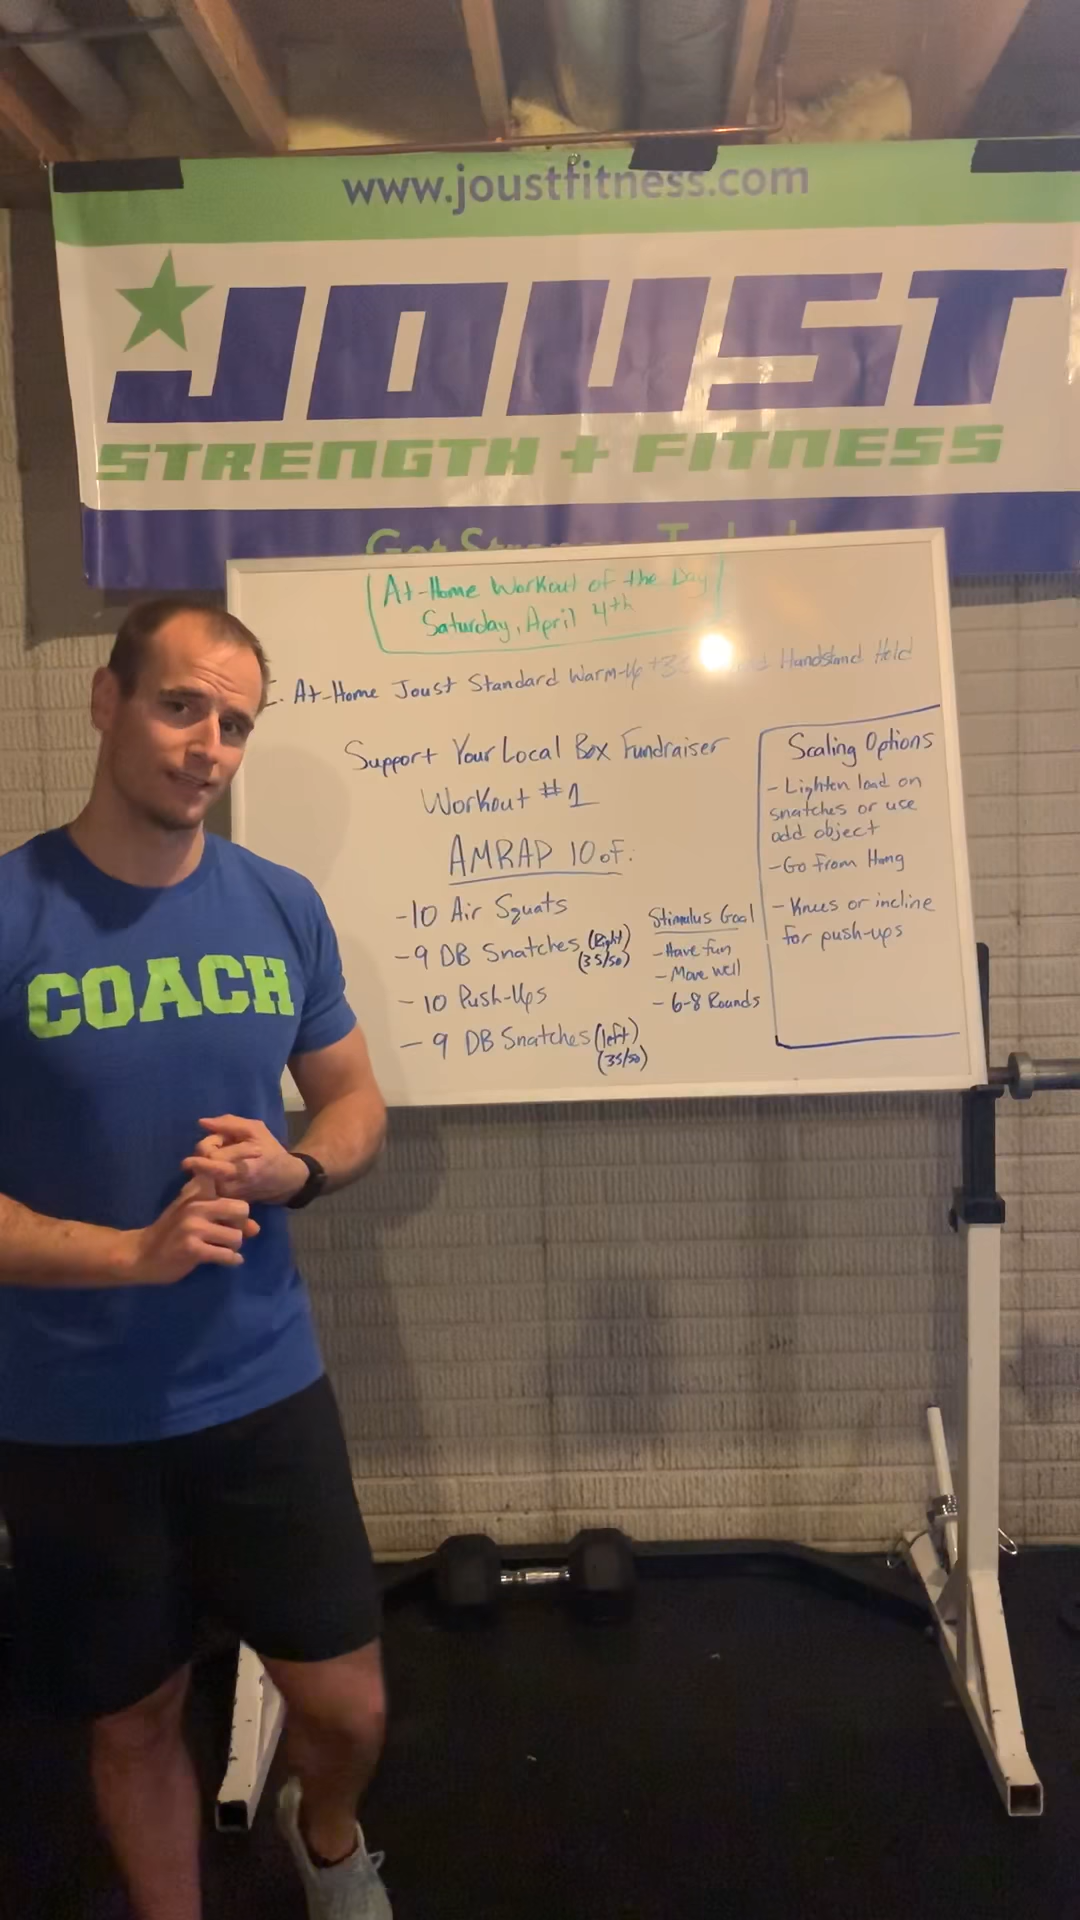 www.joustfitness.com
JOUST
STRENGTH + FITNESS
At-Home Workout of the Day
Saturday, April 4th
I. At-Home Joust Standard Warm-Up Handstand Hold
Support Your Local Box Fundraiser
Workout #1
AMRAP 10 of:
-10 Air Squats
-9 DB Snatches (Right)
(35/50)
-10 Push-Ups
-9 DB Snatches (left)
(35/50)
Stimulus Goal
-Have fun
-Move well
-6-8 Rounds
Scaling Options
-Lighten load on
snatches or use
odd object
-Go from Hang
-Knees or incline
for push-ups
COACH